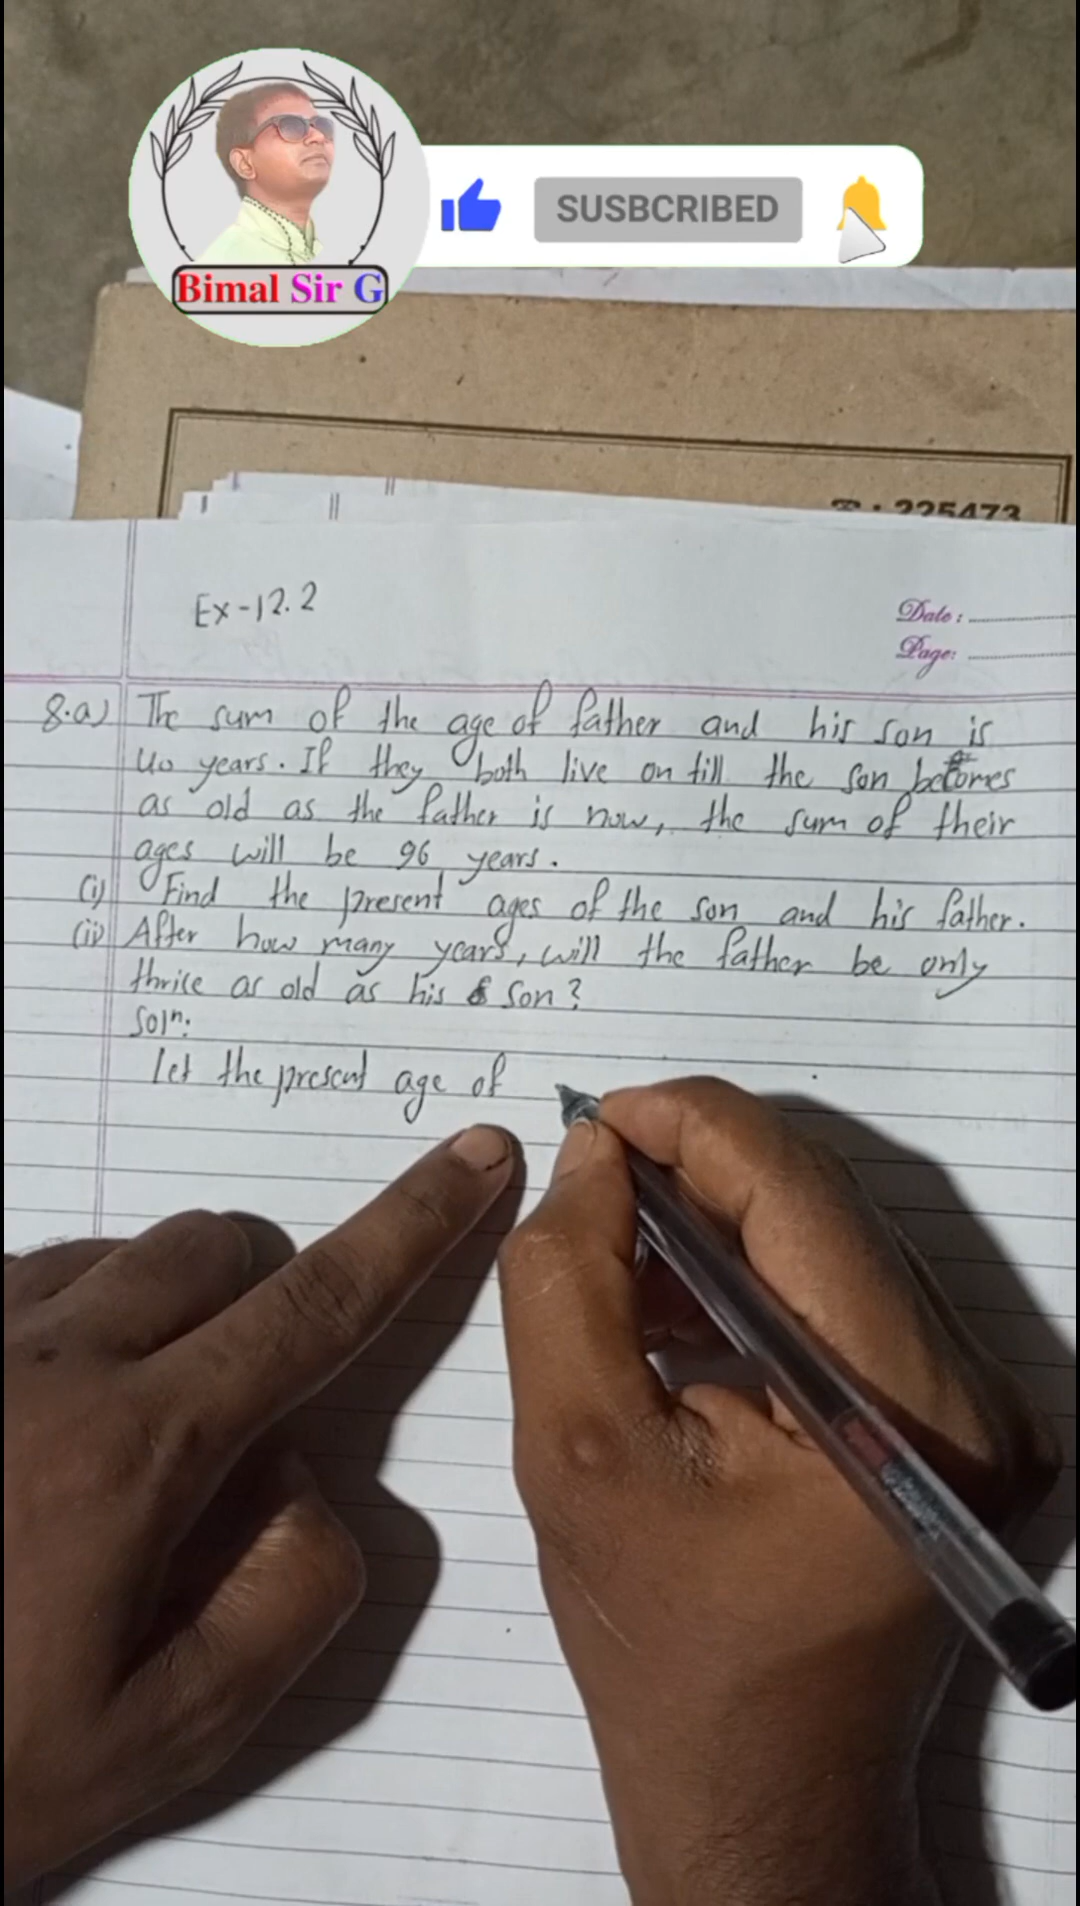 Bimal Sir G
SUSBCRIBED
☎ : 225473
Ex-12.2
Date:
Page:
8.a) The sum of the age of father and his son is
40 years. If they both live on till the son becomes
as old as the father is now, the sum of their
ages will be 96 years.
(i) Find the present ages of the son and his father.
(ii) After how many years, will the father be only
thrice as old as his son?
Soln:
Let the present age of